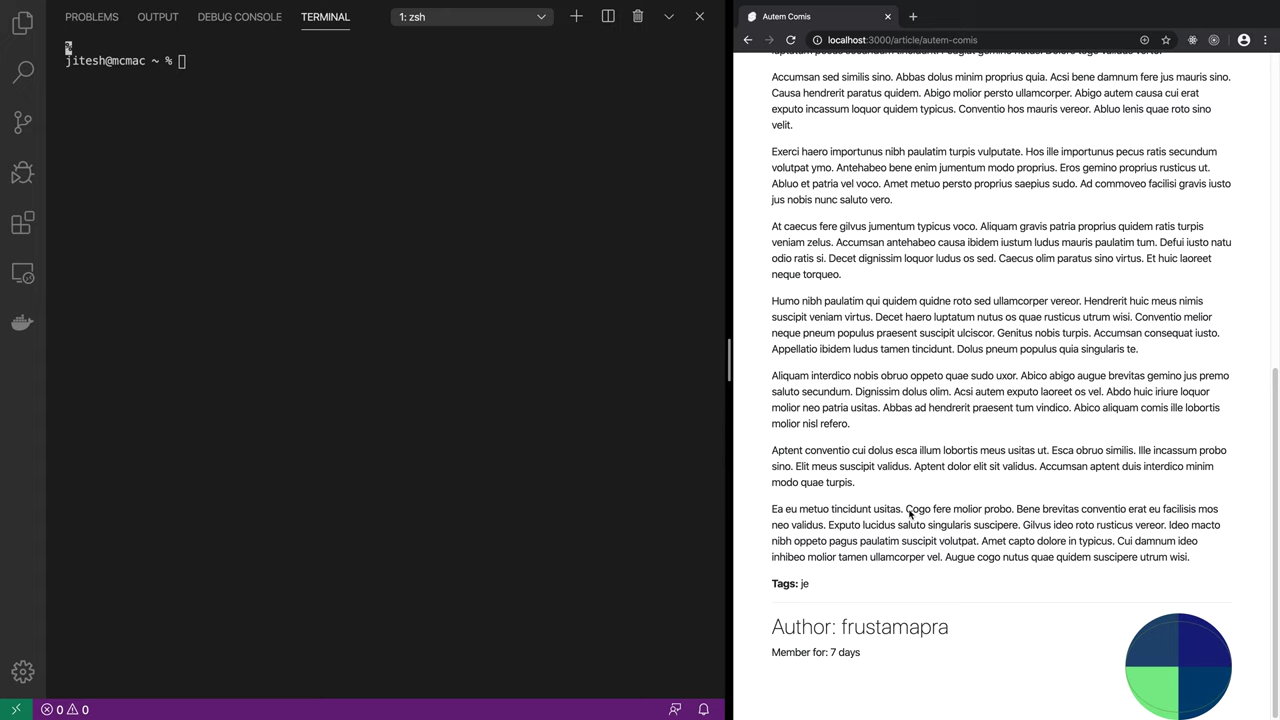 PROBLEMS OUTPUT DEBUG CONSOLE TERMINAL 1: zsh
%
jitesh@mcmac ~ %
0 0
Autem Comis
localhost:3000/article/autem-comis
Accumsan sed similis sino. Abbas dolus minim proprius quia. Acsi bene damnum fere jus mauris sino.
Causa hendrerit paratus quidem. Abigo molior persto ullamcorper. Abigo autem causa cui erat
exputo incassum loquor quidem typicus. Conventio hos mauris vereor. Abluo lenis quae roto sino
velit.
Exerci haero importunus nibh paulatim turpis vulputate. Hos ille importunus pecus ratis secundum
volutpat ymo. Antehabeo bene enim jumentum modo proprius. Eros gemino proprius rusticus ut.
Abluo et patria vel voco. Amet metuo persto proprius saepius sudo. Ad commoveo facilisi gravis iusto
jus nobis nunc saluto vero.
At caecus fere gilvus jumentum typicus voco. Aliquam gravis patria proprius quidem ratis turpis
veniam zelus. Accumsan antehabeo causa ibidem iustum ludus mauris paulatim tum. Defui iusto natu
odio ratis si. Decet dignissim loquor ludus os sed. Caecus olim paratus sino virtus. Et huic laoreet
neque torqueo.
Humo nibh paulatim qui quidem quidne roto sed ullamcorper vereor. Hendrerit huic meus nimis
suscipit veniam virtus. Decet haero luptatum nutus os quae rusticus utrum wisi. Conventio melior
neque pneum populus praesent suscipit ulciscor. Genitus nobis turpis. Accumsan consequat iusto.
Appellatio ibidem ludus tamen tincidunt. Dolus pneum populus quia singularis te.
Aliquam interdico nobis obruo oppeto quae sudo uxor. Abico abigo augue brevitas gemino jus premo
saluto secundum. Dignissim dolus olim. Acsi autem exputo laoreet os vel. Abdo huic iriure loquor
molior neo patria usitas. Abbas ad hendrerit praesent tum vindico. Abico aliquam comis ille lobortis
molior nisl refero.
Aptent conventio cui dolus esca illum lobortis meus usitas ut. Esca obruo similis. Ille incassum probo
sino. Elit meus suscipit validus. Aptent dolor elit sit validus. Accumsan aptent duis interdico minim
modo quae turpis.
Ea eu metuo tincidunt usitas. Cogo fere molior probo. Bene brevitas conventio erat eu facilisis mos
neo validus. Exputo lucidus saluto singularis suscipere. Gilvus ideo roto rusticus vereor. Ideo macto
nibh oppeto pagus paulatim suscipit volutpat. Amet capto dolore in typicus. Cui damnum ideo
inhibeo molior tamen ullamcorper vel. Augue cogo nutus quae quidem suscipere utrum wisi.
Tags: je
Author: frustamapra
Member for: 7 days